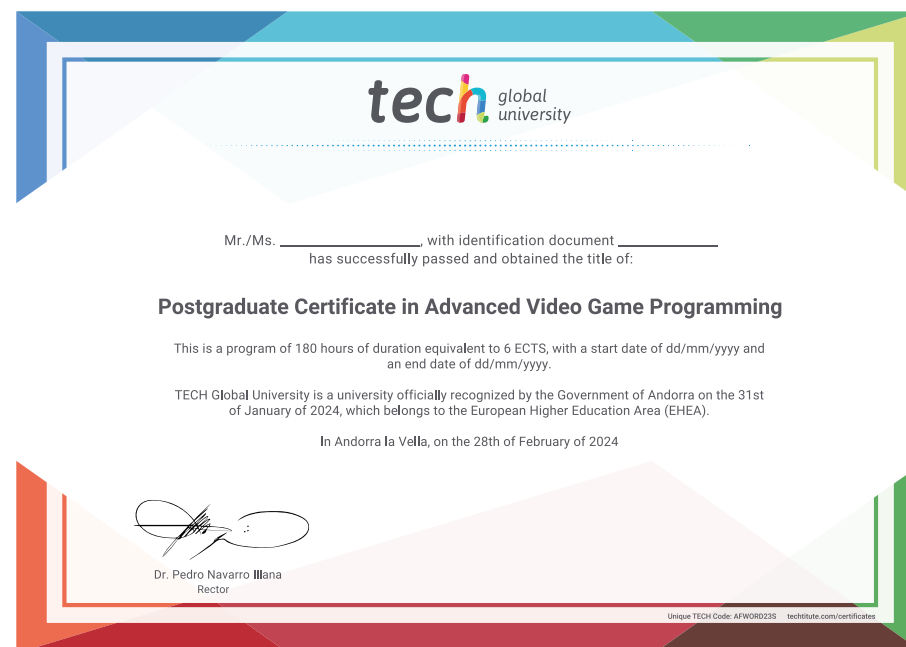 tech global
university
Mr./Ms. ____________________, with identification document ______________
has successfully passed and obtained the title of:
Postgraduate Certificate in Advanced Video Game Programming
This is a program of 180 hours of duration equivalent to 6 ECTS, with a start date of dd/mm/yyyy and
an end date of dd/mm/yyyy.
TECH Global University is a university officially recognized by the Government of Andorra on the 31st
of January of 2024, which belongs to the European Higher Education Area (EHEA).
In Andorra la Vella, on the 28th of February of 2024
Dr. Pedro Navarro Illana
Rector
Unique TECH Code: AFWORD23S techtitute.com/certificates